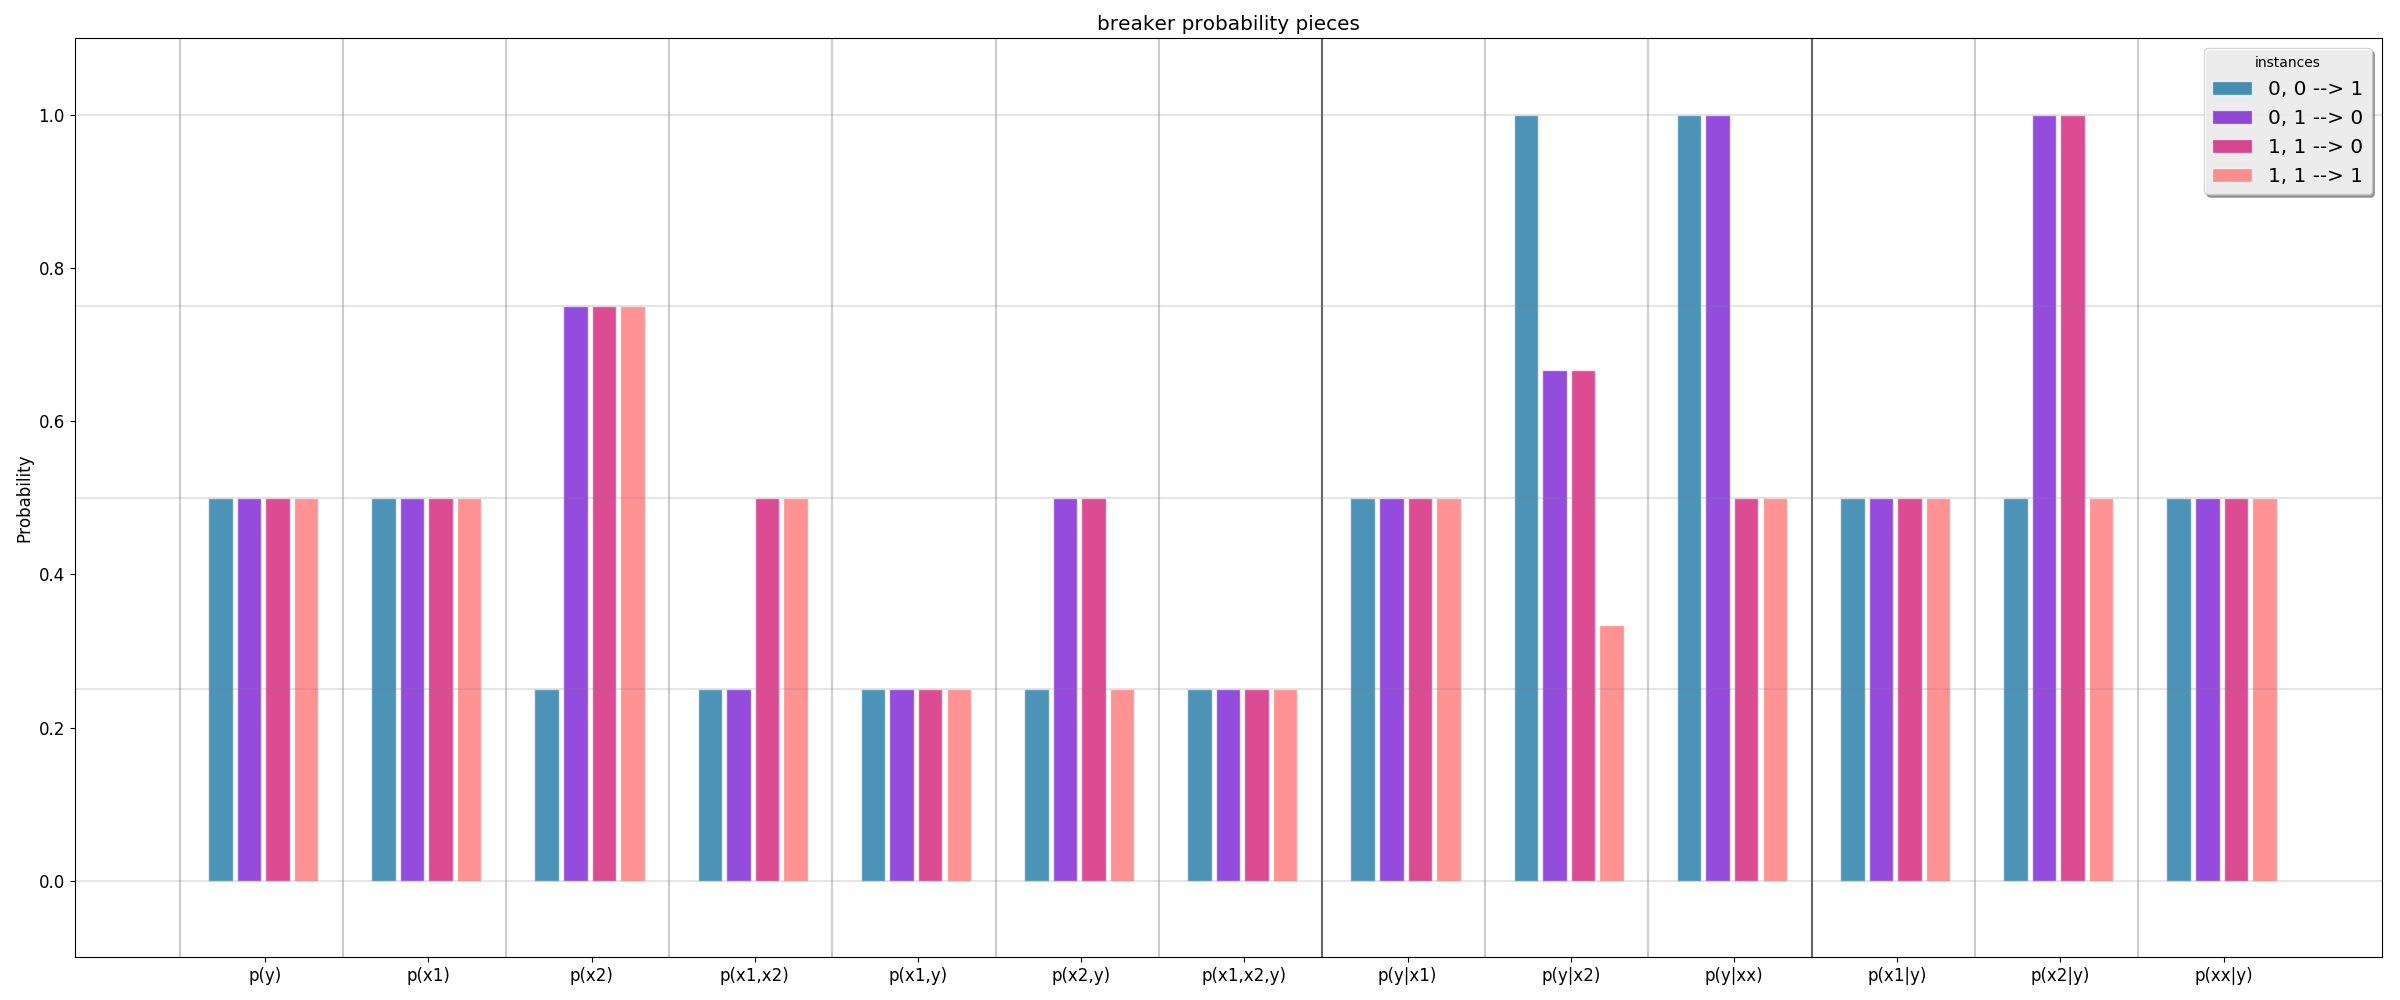 breaker probability pieces
instances
0, 0 --> 1
0, 1 --> 0
1, 1 --> 0
1, 1 --> 1
Probability
1.0
0.8
0.6
0.4
0.2
0.0
p(y) p(x1) p(x2) p(x1,x2) p(x1,y) p(x2,y) p(x1,x2,y) p(y|x1) p(y|x2) p(y|xx) p(x1|y) p(x2|y) p(xx|y)